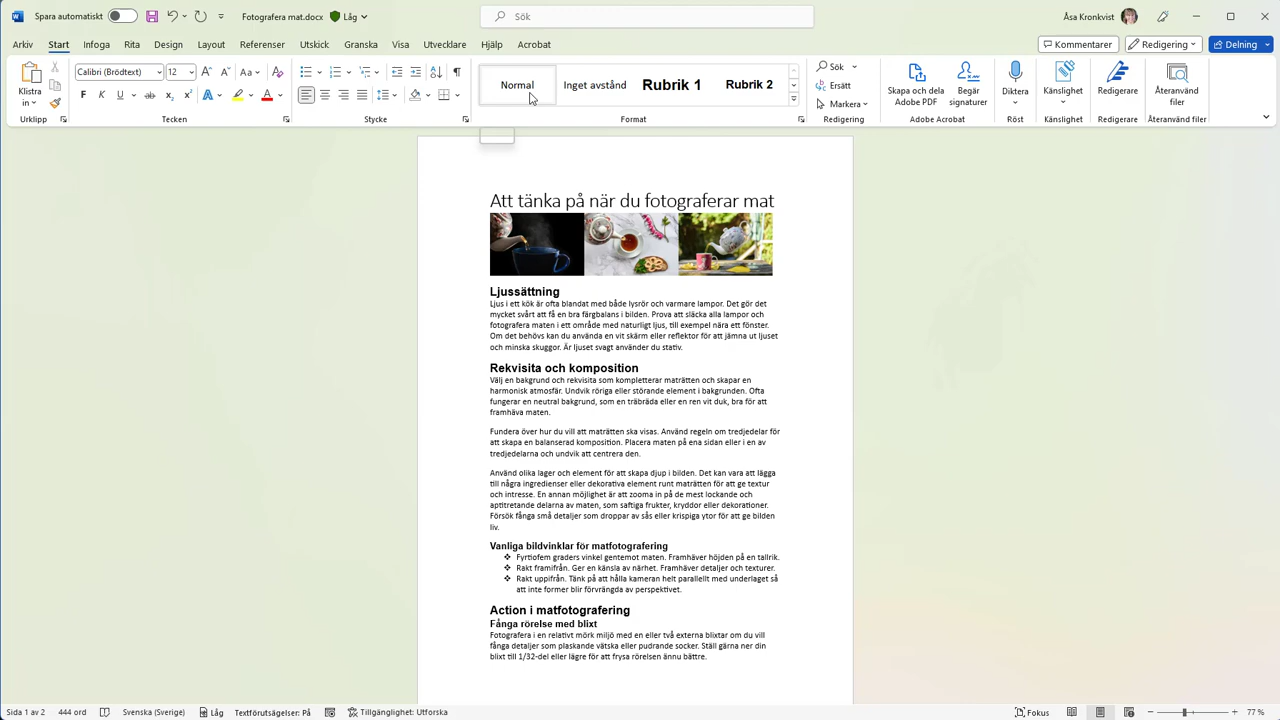 Spara automatiskt
Fotografera mat.docx
Låg
Sök
Åsa Kronkvist
Arkiv Start Infoga Rita Design Layout Referenser Utskick Granska Visa Utvecklare Hjälp Acrobat
Kommentarer Redigering Delning
Klistra in
Urklipp
Calibri (Brödtext) 12
Tecken
Stycke
Normal Inget avstånd Rubrik 1 Rubrik 2
Format
Sök
Ersätt
Markera
Redigering
Skapa och dela Adobe PDF
Begär signaturer
Adobe Acrobat
Diktera
Röst
Känslighet
Känslighet
Redigerare
Redigerare
Återanvänd filer
Återanvänd filer
Att tänka på när du fotograferar mat
Ljussättning
Ljus i ett kök är ofta blandat med både lysrör och varmare lampor. Det gör det
mycket svårt att få en bra färgbalans i bilden. Prova att släcka alla lampor och
fotografera maten i ett område med naturligt ljus, till exempel nära ett fönster.
Om det behövs kan du använda en vit skärm eller reflektor för att jämna ut ljuset
och minska skuggor. Är ljuset svagt använder du stativ.
Rekvisita och komposition
Välj en bakgrund och rekvisita som kompletterar maträtten och skapar en
harmonisk atmosfär. Undvik röriga eller störande element i bakgrunden. Ofta
fungerar en neutral bakgrund, som en träbräda eller en ren vit duk, bra för att
framhäva maten.
Fundera över hur du vill att maträtten ska visas. Använd regeln om tredjedelar för
att skapa en balanserad komposition. Placera maten på ena sidan eller i en av
tredjedelarna och undvik att centrera den.
Använd olika lager och element för att skapa djup i bilden. Det kan vara att lägga
till några ingredienser eller dekorativa element runt maträtten för att ge textur
och intresse. En annan möjlighet är att zooma in på de mest lockande och
aptitretande delarna av maten, som saftiga frukter, kryddor eller dekorationer.
Försök fånga små detaljer som droppar av sås eller krispiga ytor för att ge bilden
liv.
Vanliga bildvinklar för matfotografering
❖ Fyrtiofem graders vinkel gentemot maten. Framhäver höjden på en tallrik.
❖ Rakt framifrån. Ger en känsla av närhet. Framhäver detaljer och texturer.
❖ Rakt uppifrån. Tänk på att hålla kameran helt parallellt med underlaget så
att inte former blir förvrängda av perspektivet.
Action i matfotografering
Fånga rörelse med blixt
Fotografera i en relativt mörk miljö med en eller två externa blixtar om du vill
fånga detaljer som plaskande vätska eller pudrande socker. Ställ gärna ner din
blixt till 1/32-del eller lägre för att frysa rörelsen ännu bättre.
Sida 1 av 2 444 ord Svenska (Sverige) Låg Textförutsägelser: På Tillgänglighet: Utforska Fokus 77 %